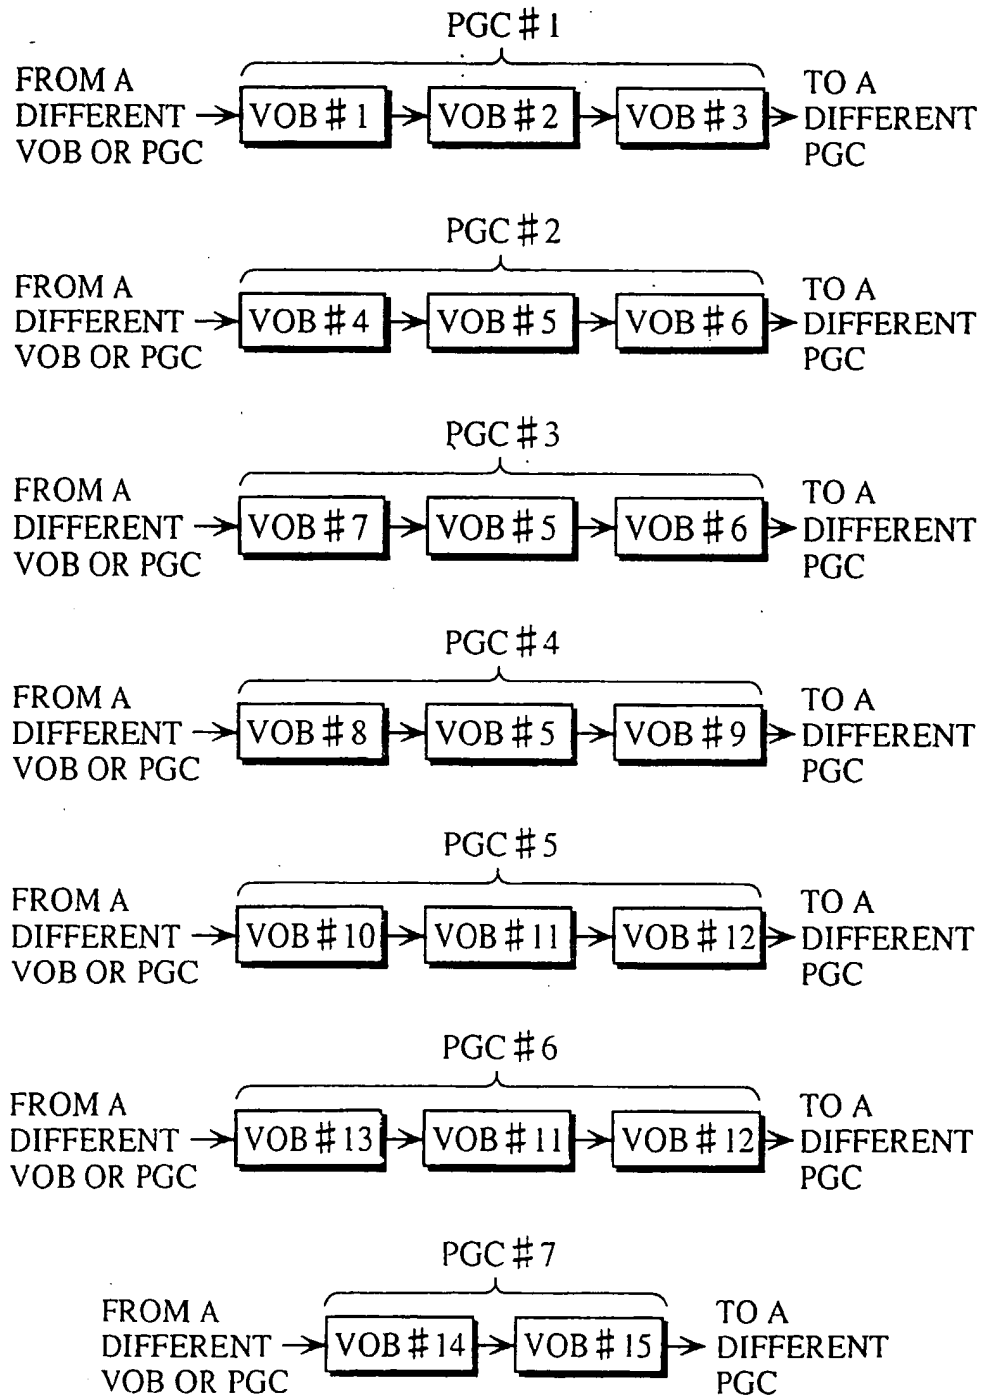 PGC #1
FROM A
DIFFERENT
VOB OR PGC
VOB #1
VOB #2
VOB #3
TO A
DIFFERENT
PGC
PGC #2
FROM A
DIFFERENT
VOB OR PGC
VOB #4
VOB #5
VOB #6
TO A
DIFFERENT
PGC
PGC #3
FROM A
DIFFERENT
VOB OR PGC
VOB #7
VOB #5
VOB #6
TO A
DIFFERENT
PGC
PGC #4
FROM A
DIFFERENT
VOB OR PGC
VOB #8
VOB #5
VOB #9
TO A
DIFFERENT
PGC
PGC #5
FROM A
DIFFERENT
VOB OR PGC
VOB #10
VOB #11
VOB #12
TO A
DIFFERENT
PGC
PGC #6
FROM A
DIFFERENT
VOB OR PGC
VOB #13
VOB #11
VOB #12
TO A
DIFFERENT
PGC
PGC #7
FROM A
DIFFERENT
VOB OR PGC
VOB #14
VOB #15
TO A
DIFFERENT
PGC